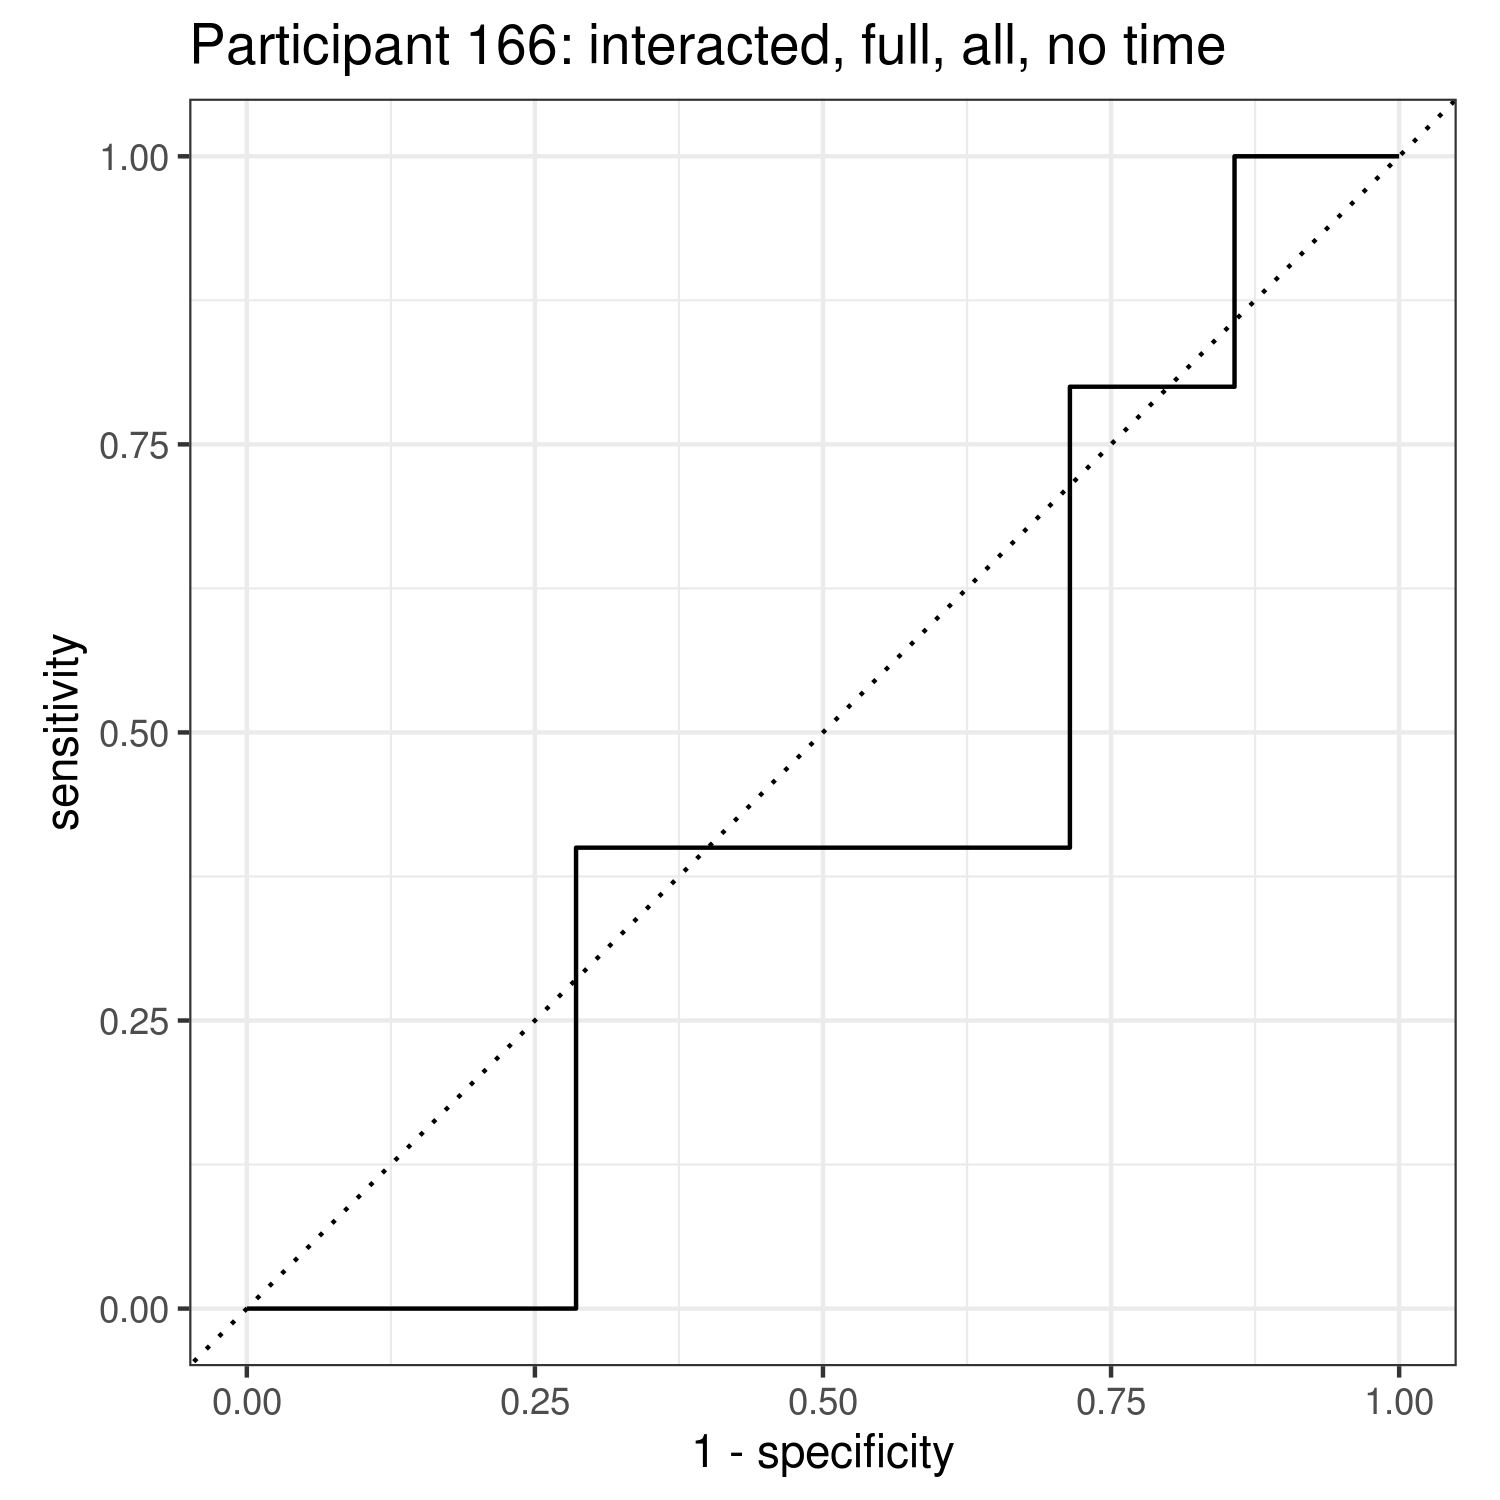 Participant 166: interacted, full, all, no time
1.00
0.75
0.50
0.25
0.00
sensitivity
0.00 0.25 0.50 0.75 1.00
1 - specificity